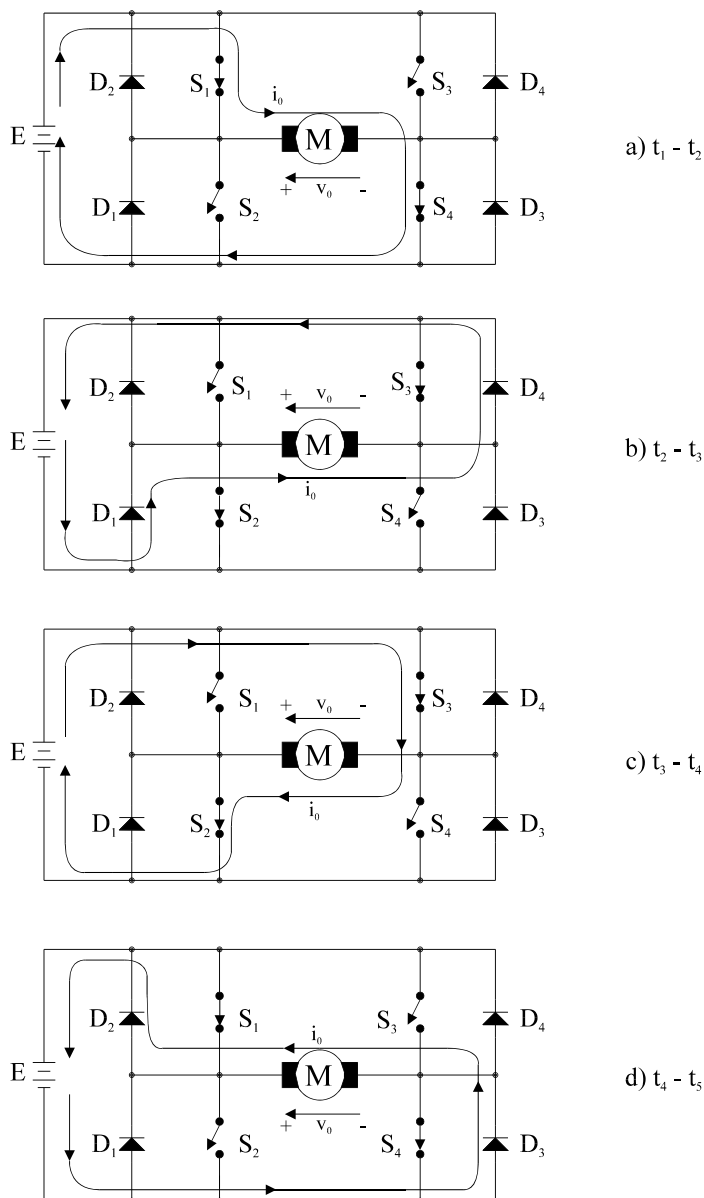 D₂ S₁ i₀ S₃ D₄
E M a) t₁ - t₂
+ v₀ -
D₁ S₂ S₄ D₃
+ v₀ -
D₂ S₁ S₃ D₄
E M b) t₂ - t₃
i₀
D₁ S₂ S₄ D₃
D₂ S₁ + v₀ - S₃ D₄
E M c) t₃ - t₄
D₁ S₂ i₀ S₄ D₃
D₂ S₁ i₀ S₃ D₄
E M d) t₄ - t₅
+ v₀ -
D₁ S₂ S₄ D₃